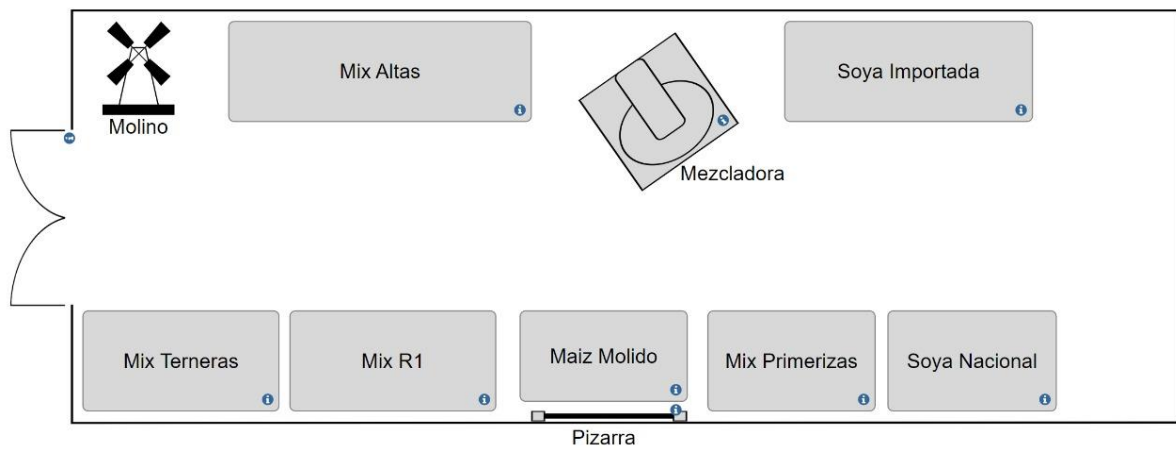 Molino
Mix Altas
Mezcladora
Soya Importada
Mix Terneras
Mix R1
Maiz Molido
Mix Primerizas
Soya Nacional
Pizarra